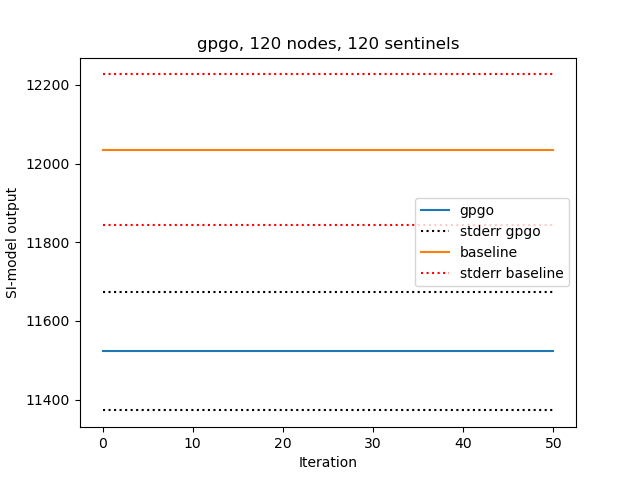 gpgo, 120 nodes, 120 sentinels
12200
12000
11800
11600
11400
SI-model output
gpgo
stderr gpgo
baseline
stderr baseline
0 10 20 30 40 50
Iteration